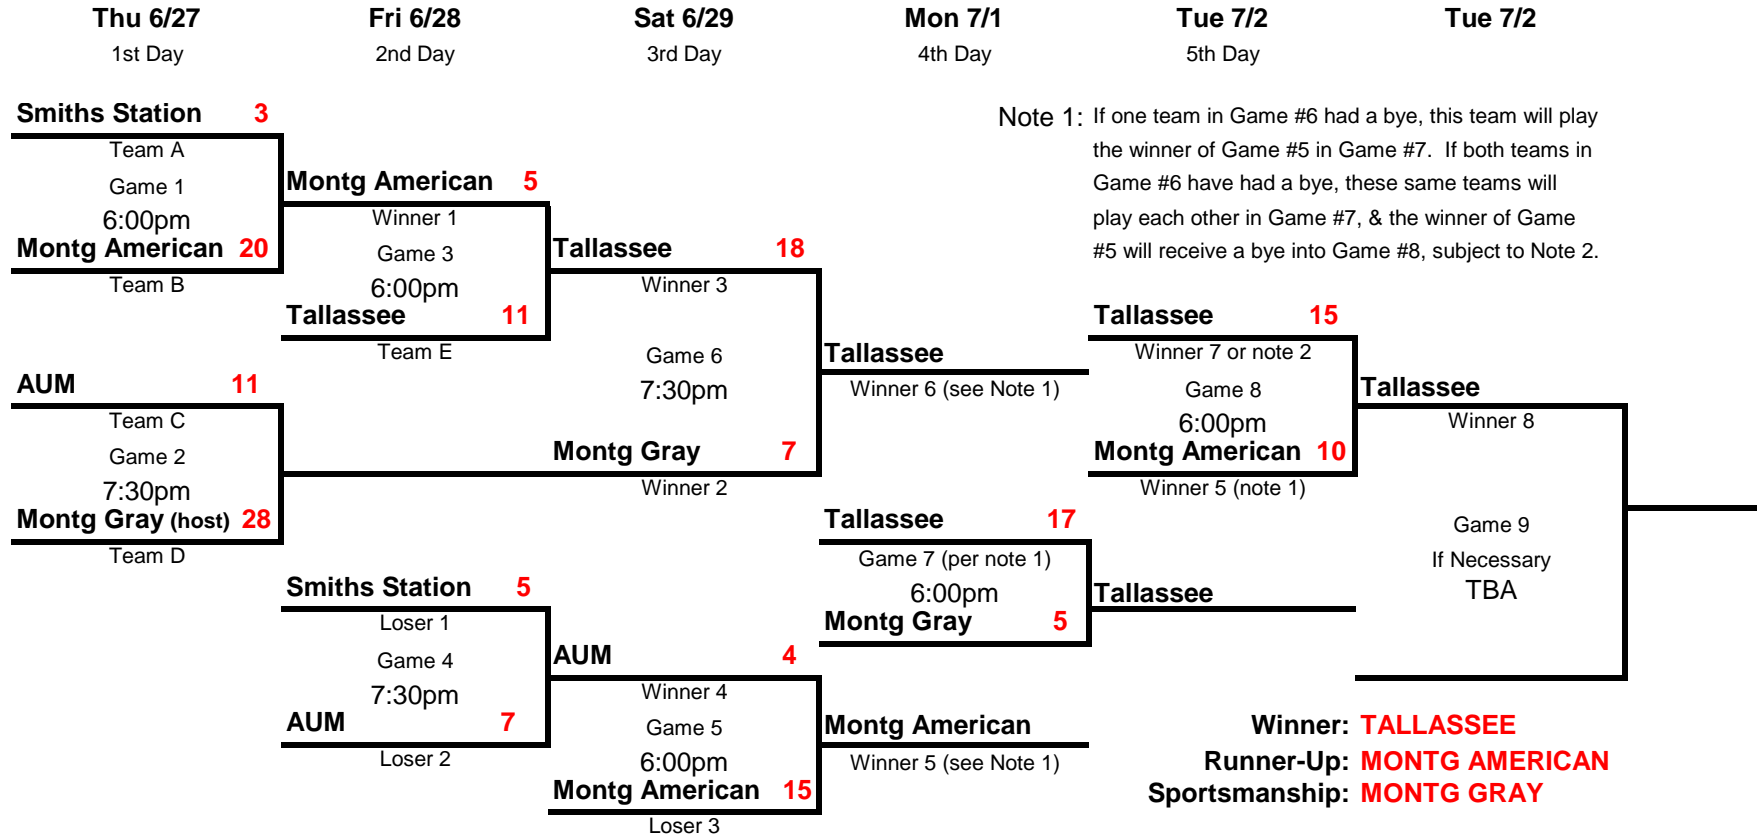 Thu 6/27 Fri 6/28 Sat 6/29 Mon 7/1 Tue 7/2 Tue 7/2
1st Day 2nd Day 3rd Day 4th Day 5th Day
Smiths Station 3
Team A
Game 1
6:00pm
Montg American 20
Team B
AUM 11
Team C
Game 2
7:30pm
Montg Gray (host) 28
Team D
Montg American 5
Winner 1
Game 3
6:00pm
Tallassee 11
Team E
Smiths Station 5
Loser 1
Game 4
7:30pm
AUM 7
Loser 2
Tallassee 18
Winner 3
Game 6
7:30pm
Montg Gray 7
Winner 2
AUM 4
Winner 4
Game 5
6:00pm
Montg American 15
Loser 3
Tallassee
Winner 6 (see Note 1)
Tallassee 17
Game 7 (per note 1)
6:00pm
Montg Gray 5
Montg American
Winner 5 (see Note 1)
Note 1: If one team in Game #6 had a bye, this team will play
the winner of Game #5 in Game #7. If both teams in
Game #6 have had a bye, these same teams will
play each other in Game #7, & the winner of Game
#5 will receive a bye into Game #8, subject to Note 2.
Tallassee 15
Winner 7 or note 2
Game 8
6:00pm
Montg American 10
Winner 5 (note 1)
Tallassee
Tallassee
Winner 8
Game 9
If Necessary
TBA
Winner: TALLASSEE
Runner-Up: MONTG AMERICAN
Sportsmanship: MONTG GRAY